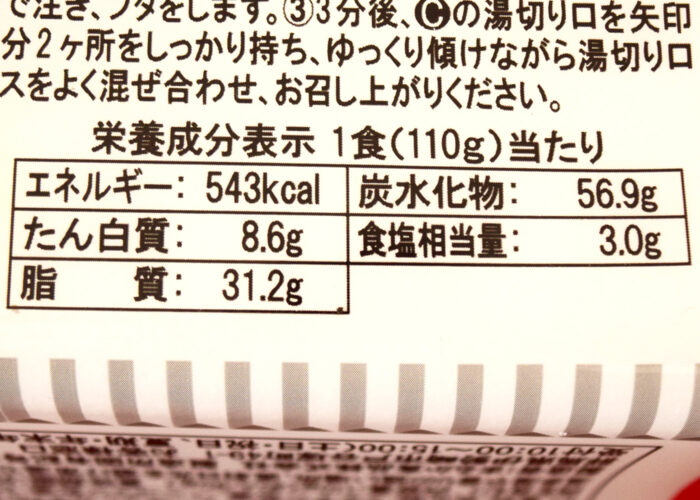 で注ぎ、フタをします。③3分後、Cの湯切り口を矢印
分2ヶ所をしっかり持ち、ゆっくり傾けながら湯切り口
スをよく混ぜ合わせ、お召し上がりください。
栄養成分表示 1食(110g)当たり
エネルギー: 543kcal 炭水化物: 56.9g
たん白質: 8.6g 食塩相当量: 3.0g
脂 質: 31.2g